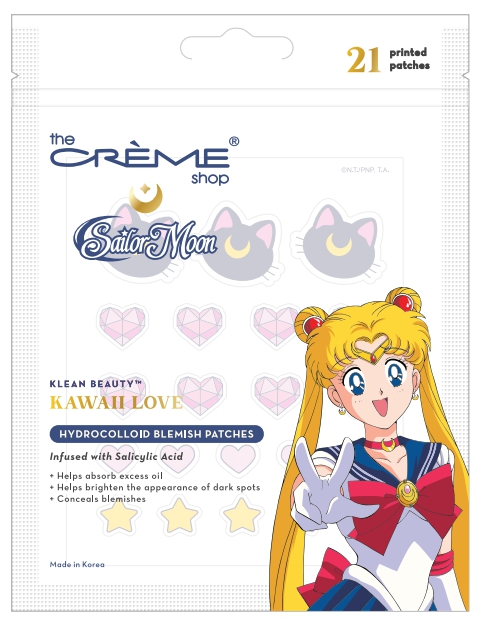 21 printed
patches
the
CRÈME®
shop
©N.T./PNP, T.A.
Sailor Moon
KLEAN BEAUTY™
KAWAII LOVE
HYDROCOLLOID BLEMISH PATCHES
Infused with Salicylic Acid
+ Helps absorb excess oil
+ Helps brighten the appearance of dark spots
+ Conceals blemishes
Made in Korea